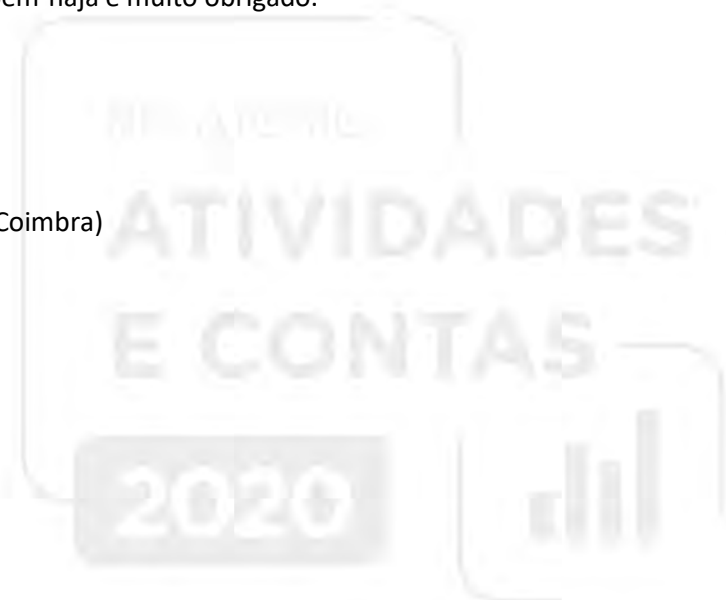 bem-haja e muito obrigado!
RELATÓRIO
Coimbra)
ATIVIDADES
E CONTAS
2020